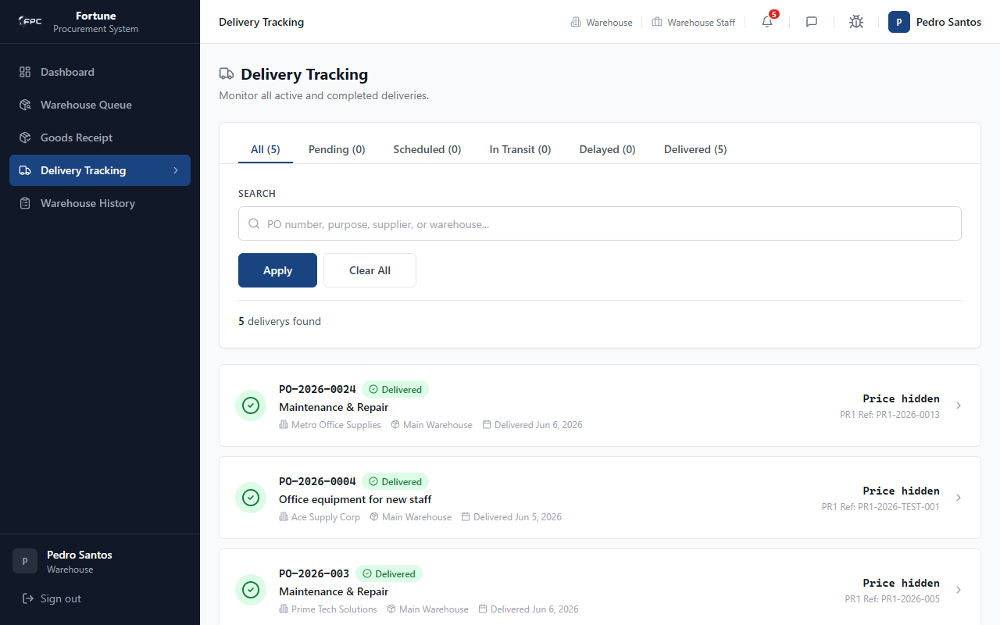 FPC
Fortune
Procurement System
Dashboard
Warehouse Queue
Goods Receipt
Delivery Tracking
Warehouse History
Pedro Santos
P
Warehouse
Sign out
Delivery Tracking
Warehouse
Warehouse Staff
5
P
Pedro Santos
Delivery Tracking
Monitor all active and completed deliveries.
All (5) Pending (0) Scheduled (0) In Transit (0) Delayed (0) Delivered (5)
SEARCH
PO number, purpose, supplier, or warehouse...
Apply Clear All
5 deliverys found
PO-2026-0024 Delivered
Maintenance & Repair
Metro Office Supplies Main Warehouse Delivered Jun 6, 2026
Price hidden
PR1 Ref: PR1-2026-0013
PO-2026-0004 Delivered
Office equipment for new staff
Ace Supply Corp Main Warehouse Delivered Jun 5, 2026
Price hidden
PR1 Ref: PR1-2026-TEST-001
PO-2026-003 Delivered
Maintenance & Repair
Prime Tech Solutions Main Warehouse Delivered Jun 6, 2026
Price hidden
PR1 Ref: PR1-2026-005